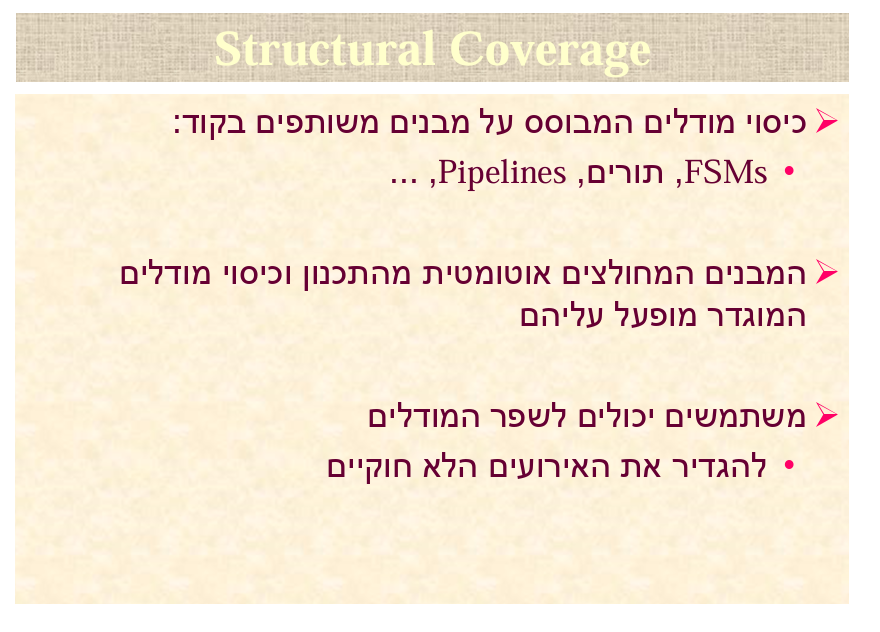 Structural Coverage
כיסוי מודלים המבוסס על מבנים משותפים בקוד:
FSMs, תורים, Pipelines, ...
המבנים המחולצים אוטומטית מהתכנון וכיסוי מודלים
המוגדר מופעל עליהם
משתמשים יכולים לשפר המודלים
להגדיר את האירועים הלא חוקיים